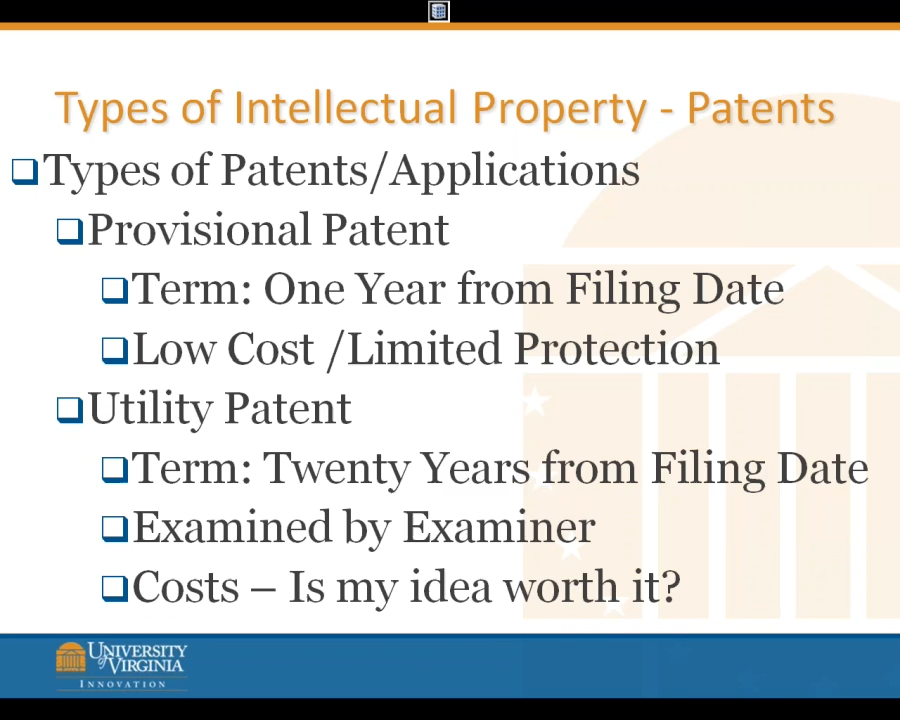 Types of Intellectual Property - Patents
Types of Patents/Applications
Provisional Patent
Term: One Year from Filing Date
Low Cost /Limited Protection
Utility Patent
Term: Twenty Years from Filing Date
Examined by Examiner
Costs – Is my idea worth it?
UNIVERSITY
of VIRGINIA
INNOVATION